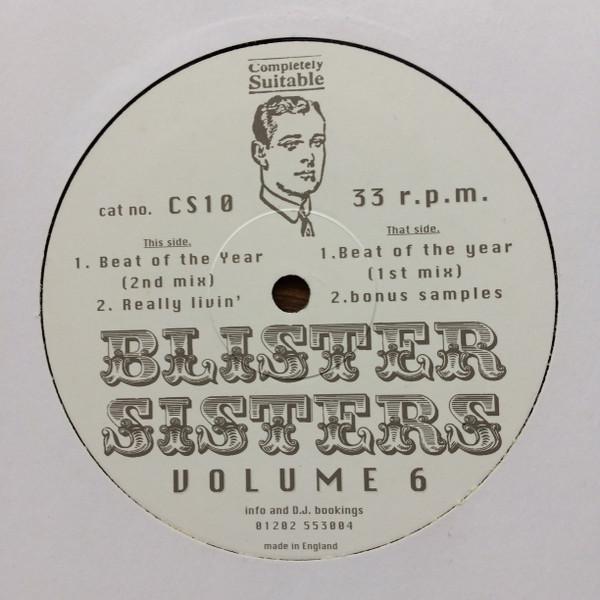 Completely
Suitable
cat no. CS10
33 r.p.m.
This side.
1. Beat of the Year
(2nd mix)
2. Really livin'
That side.
1.Beat of the year
(1st mix)
2.bonus samples
BLISTER
SISTERS
VOLUME 6
info and D.J. bookings
01202 553004
made in England